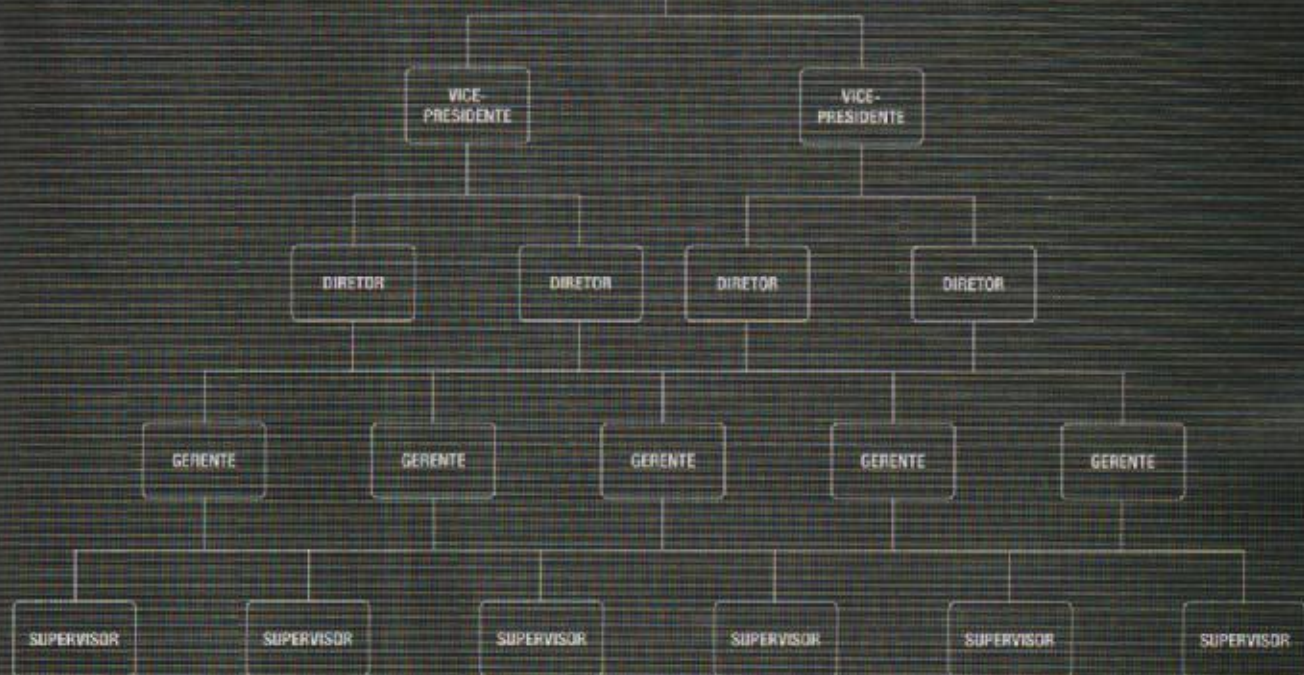 VICE-
PRESIDENTE
VICE-
PRESIDENTE
DIRETOR
DIRETOR
DIRETOR
DIRETOR
GERENTE
GERENTE
GERENTE
GERENTE
GERENTE
SUPERVISOR
SUPERVISOR
SUPERVISOR
SUPERVISOR
SUPERVISOR
SUPERVISOR